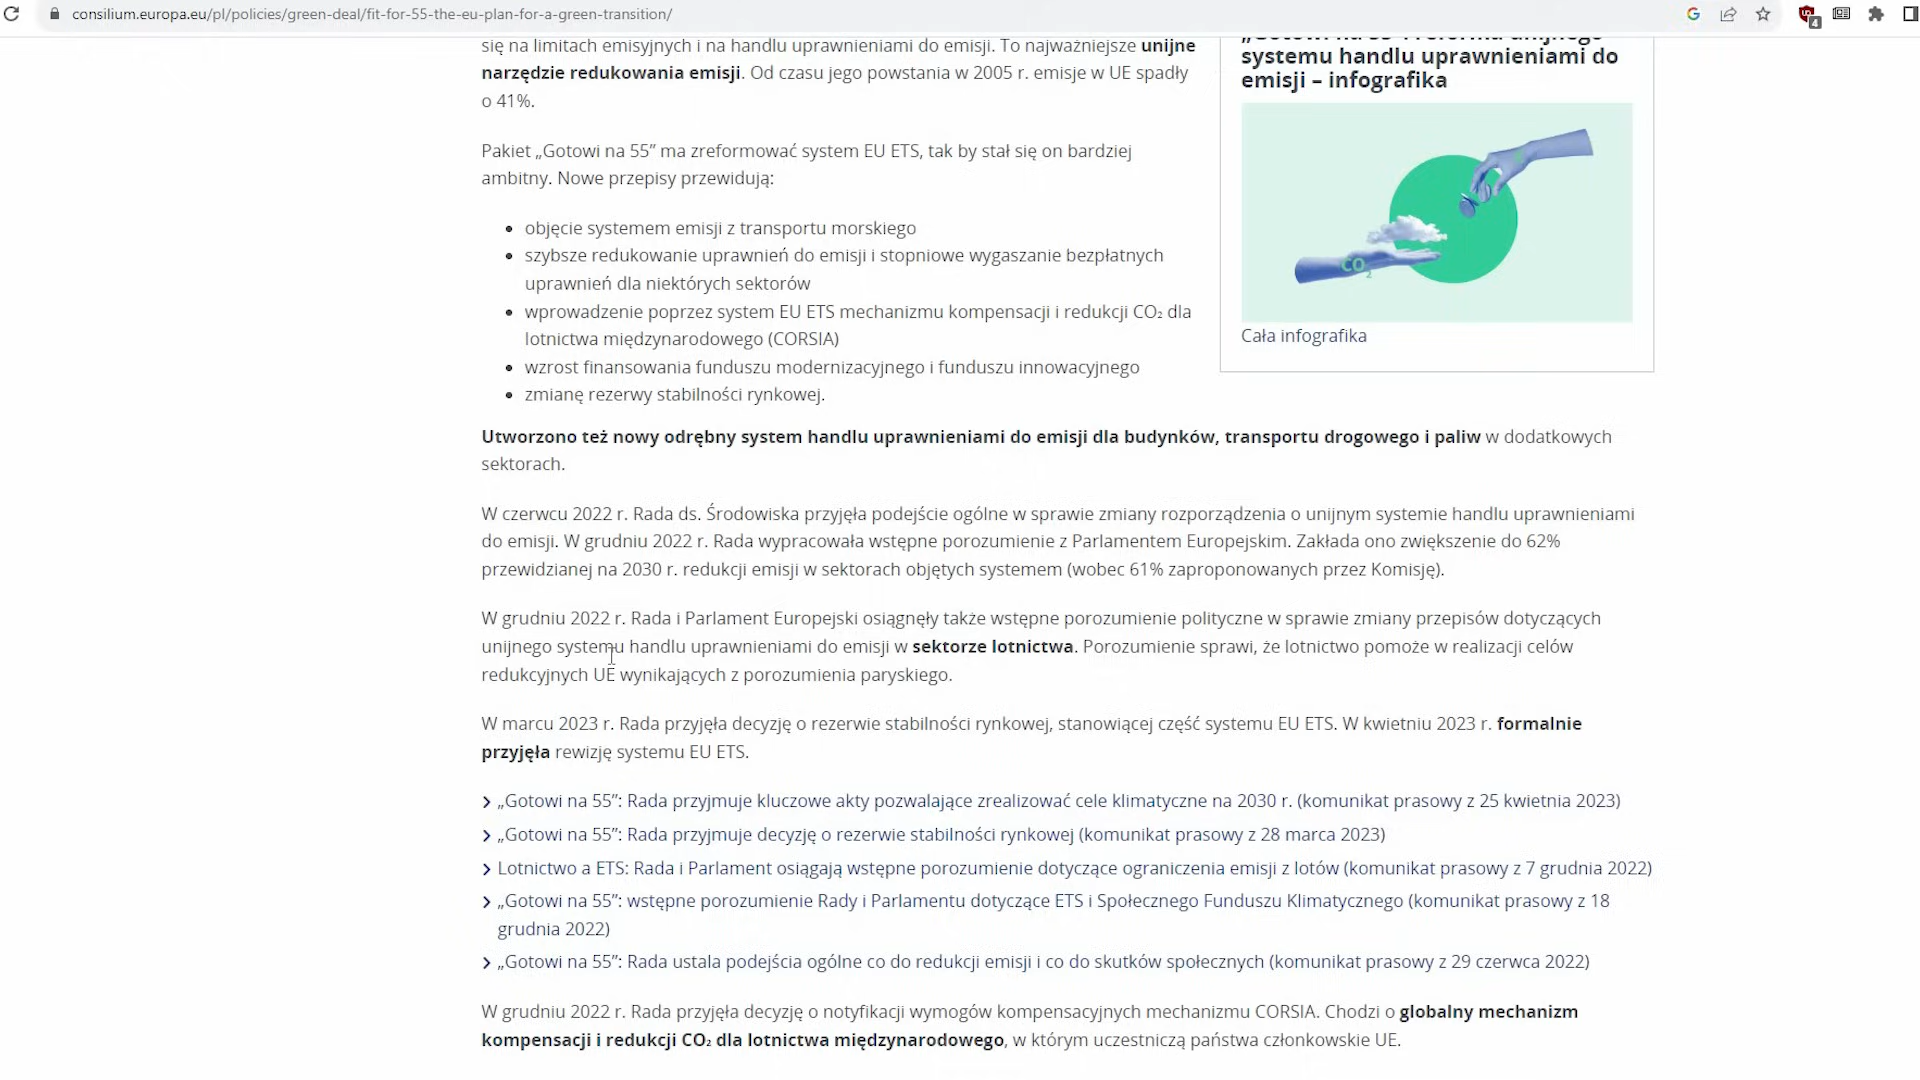 consilium.europa.eu/pl/policies/green-deal/fit-for-55-the-eu-plan-for-a-green-transition/
4
się na limitach emisyjnych i na handlu uprawnieniami do emisji. To najważniejsze unijne
narzędzie redukowania emisji. Od czasu jego powstania w 2005 r. emisje w UE spadły
o 41%.
Pakiet „Gotowi na 55” ma zreformować system EU ETS, tak by stał się on bardziej
ambitny. Nowe przepisy przewidują:
objęcie systemem emisji z transportu morskiego
szybsze redukowanie uprawnień do emisji i stopniowe wygaszanie bezpłatnych
uprawnień dla niektórych sektorów
wprowadzenie poprzez system EU ETS mechanizmu kompensacji i redukcji CO₂ dla
lotnictwa międzynarodowego (CORSIA)
wzrost finansowania funduszu modernizacyjnego i funduszu innowacyjnego
zmianę rezerwy stabilności rynkowej.
„Gotowi na 55”: reforma unijnego
systemu handlu uprawnieniami do
emisji – infografika
CO₂
Cała infografika
Utworzono też nowy odrębny system handlu uprawnieniami do emisji dla budynków, transportu drogowego i paliw w dodatkowych
sektorach.
W czerwcu 2022 r. Rada ds. Środowiska przyjęła podejście ogólne w sprawie zmiany rozporządzenia o unijnym systemie handlu uprawnieniami
do emisji. W grudniu 2022 r. Rada wypracowała wstępne porozumienie z Parlamentem Europejskim. Zakłada ono zwiększenie do 62%
przewidzianej na 2030 r. redukcji emisji w sektorach objętych systemem (wobec 61% zaproponowanych przez Komisję).
W grudniu 2022 r. Rada i Parlament Europejski osiągnęły także wstępne porozumienie polityczne w sprawie zmiany przepisów dotyczących
unijnego systemu handlu uprawnieniami do emisji w sektorze lotnictwa. Porozumienie sprawi, że lotnictwo pomoże w realizacji celów
redukcyjnych UE wynikających z porozumienia paryskiego.
W marcu 2023 r. Rada przyjęła decyzję o rezerwie stabilności rynkowej, stanowiącej część systemu EU ETS. W kwietniu 2023 r. formalnie
przyjęła rewizję systemu EU ETS.
„Gotowi na 55”: Rada przyjmuje kluczowe akty pozwalające zrealizować cele klimatyczne na 2030 r. (komunikat prasowy z 25 kwietnia 2023)
„Gotowi na 55”: Rada przyjmuje decyzję o rezerwie stabilności rynkowej (komunikat prasowy z 28 marca 2023)
Lotnictwo a ETS: Rada i Parlament osiągają wstępne porozumienie dotyczące ograniczenia emisji z lotów (komunikat prasowy z 7 grudnia 2022)
„Gotowi na 55”: wstępne porozumienie Rady i Parlamentu dotyczące ETS i Społecznego Funduszu Klimatycznego (komunikat prasowy z 18
grudnia 2022)
„Gotowi na 55”: Rada ustala podejścia ogólne co do redukcji emisji i co do skutków społecznych (komunikat prasowy z 29 czerwca 2022)
W grudniu 2022 r. Rada przyjęła decyzję o notyfikacji wymogów kompensacyjnych mechanizmu CORSIA. Chodzi o globalny mechanizm
kompensacji i redukcji CO₂ dla lotnictwa międzynarodowego, w którym uczestniczą państwa członkowskie UE.